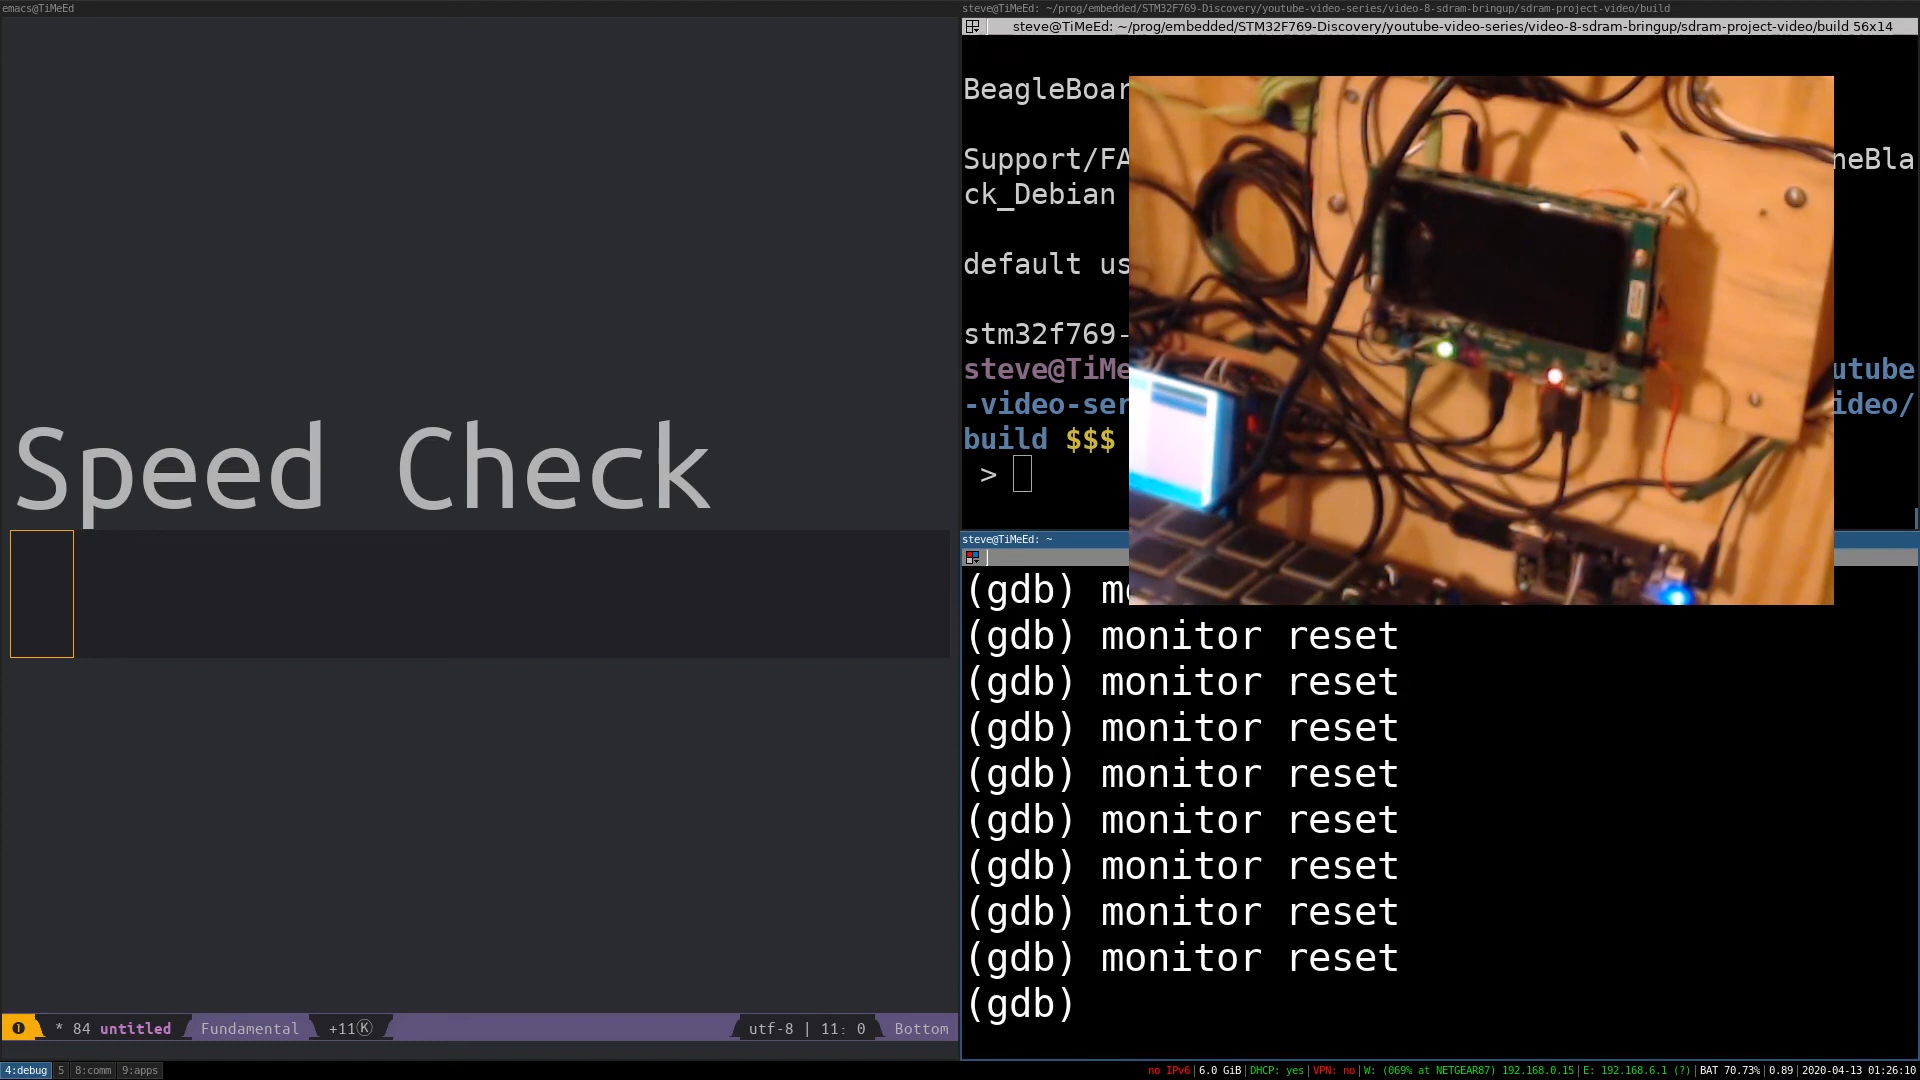 emacs@TiMeEd
Speed Check
❶ * 84 untitled Fundamental +11Ⓚ utf-8 | 11: 0 Bottom
steve@TiMeEd: ~/prog/embedded/STM32F769-Discovery/youtube-video-series/video-8-sdram-bringup/sdram-project-video/build
steve@TiMeEd: ~/prog/embedded/STM32F769-Discovery/youtube-video-series/video-8-sdram-bringup/sdram-project-video/build 56x14
BeagleBoar
Support/FA neBla
ck_Debian
default us
stm32f769-
steve@TiMe utube
-video-ser ideo/
build $$$
>
steve@TiMeEd: ~
(gdb) mo
(gdb) monitor reset
(gdb) monitor reset
(gdb) monitor reset
(gdb) monitor reset
(gdb) monitor reset
(gdb) monitor reset
(gdb) monitor reset
(gdb) monitor reset
(gdb)
4:debug 5 8:comm 9:apps
no IPv6|6.0 GiB|DHCP: yes|VPN: no|W: (069% at NETGEAR87) 192.168.0.15|E: 192.168.6.1 (?)|BAT 70.73%|0.89|2020-04-13 01:26:10